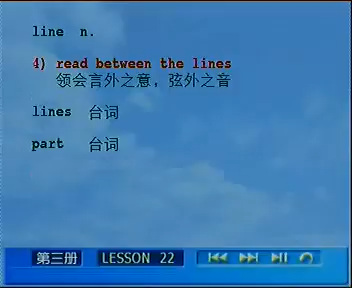 line n.
4) read between the lines
领会言外之意，弦外之音
lines 台词
part 台词
第三册 LESSON 22